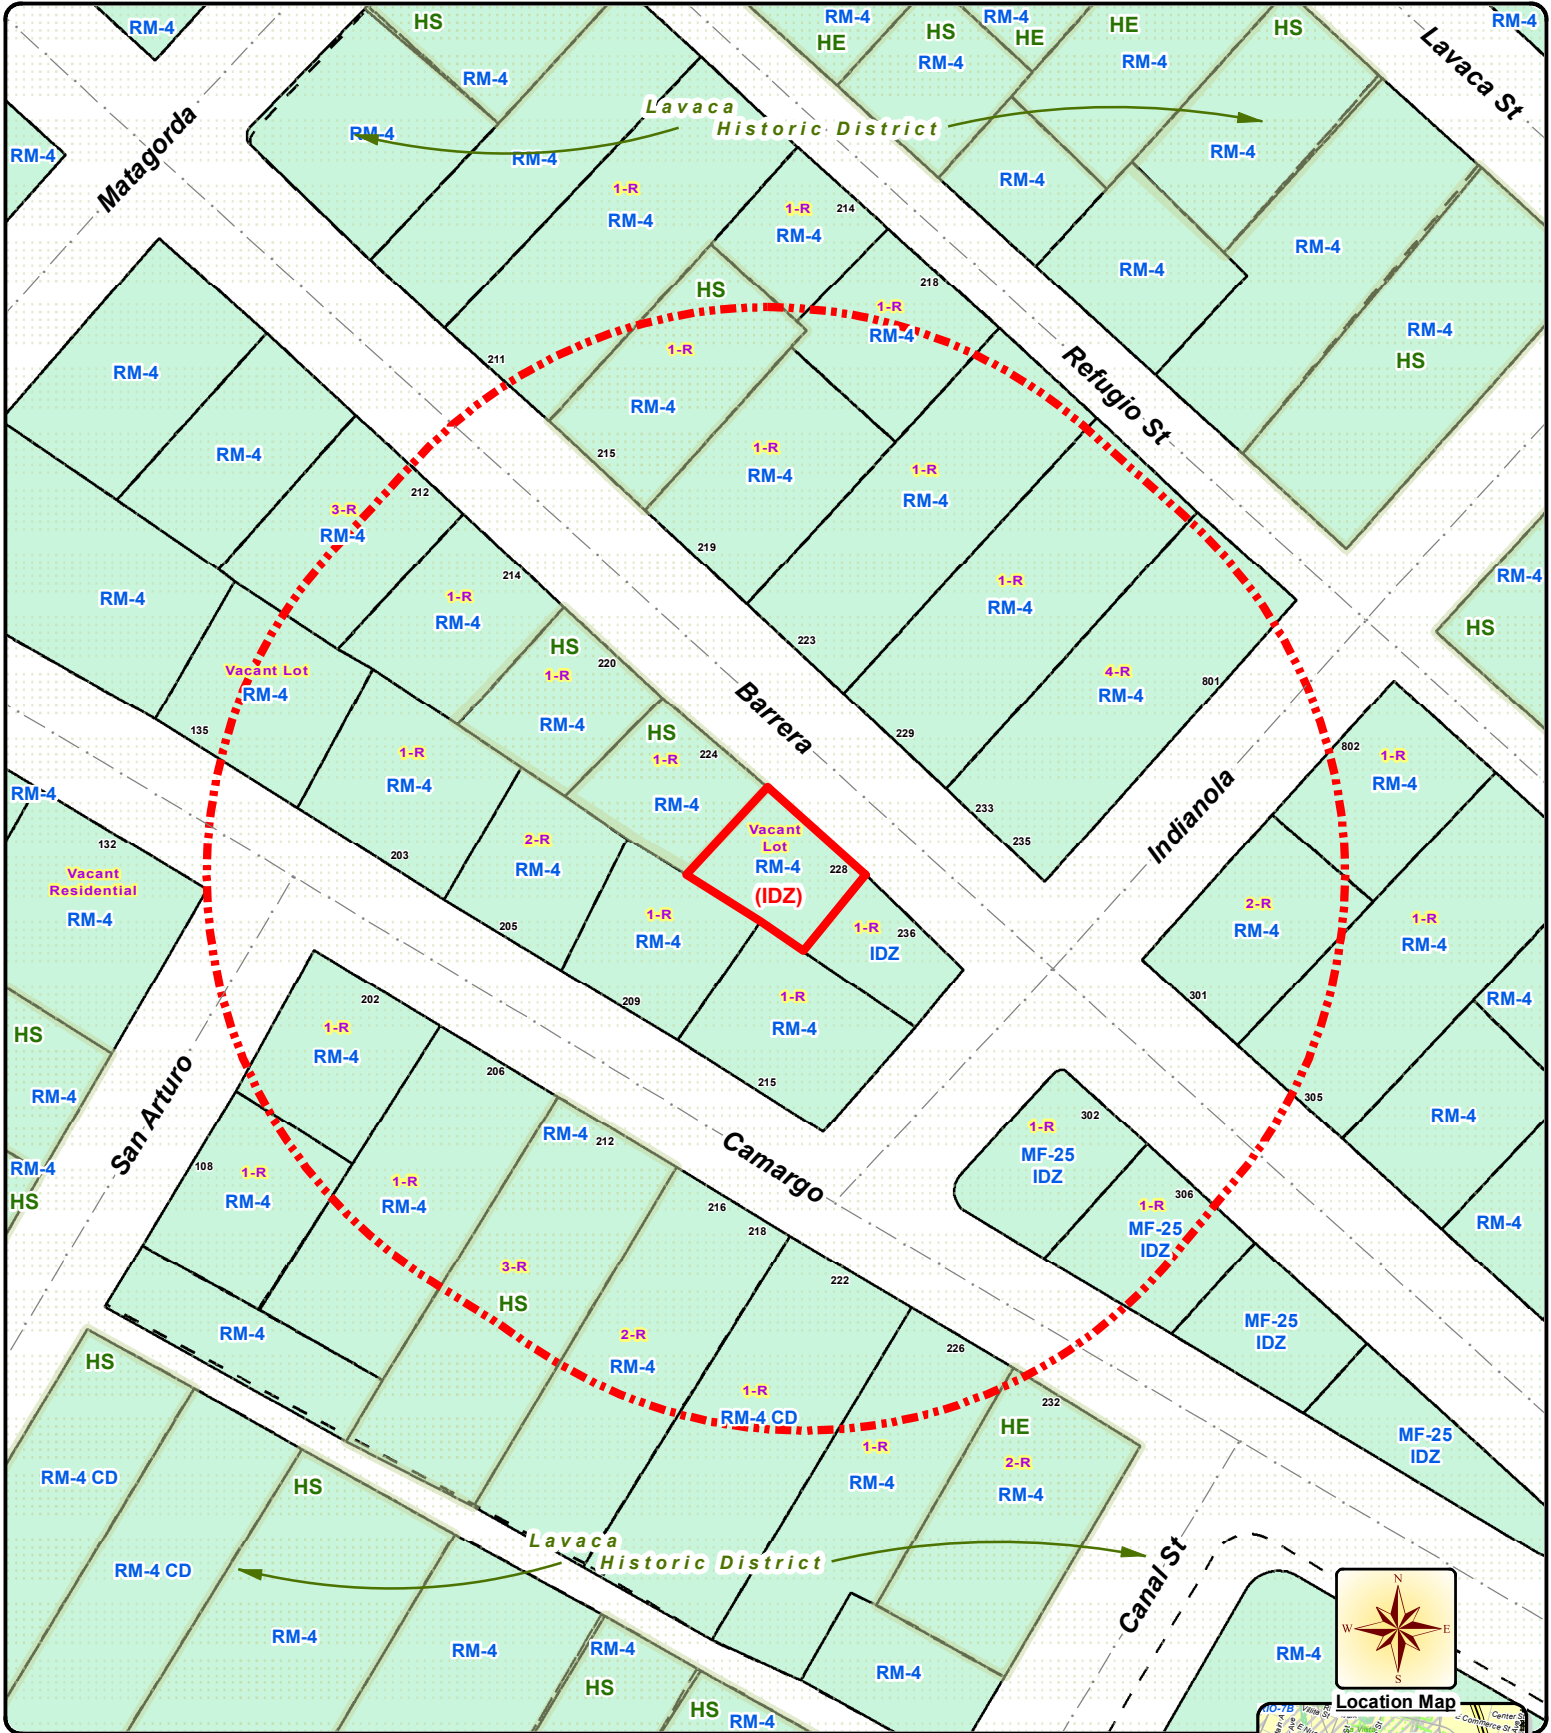 RM-4
HS
RM-4
HE
HS
RM-4
RM-4
HE
HE
RM-4
HS
RM-4
Lavaca St
RM-4
Matagorda
RM-4
RM-4
RM-4
Lavaca
Historic District
RM-4
RM-4
RM-4
1-R
RM-4
1-R
214
RM-4
RM-4
RM-4
HS
218
1-R
RM-4
RM-4
HS
211
1-R
RM-4
Refugio St
RM-4
RM-4
215
1-R
RM-4
1-R
RM-4
212
3-R
RM-4
219
214
1-R
RM-4
RM-4
1-R
RM-4
RM-4
HS
HS
1-R
220
RM-4
223
4-R
RM-4
801
Vacant Lot
RM-4
135
Barrera
HS
1-R
224
RM-4
229
802
1-R
RM-4
1-R
RM-4
RM-4
233
235
Indianola
132
Vacant
Residential
RM-4
203
2-R
RM-4
Vacant
Lot
RM-4
228
(IDZ)
1-R
236
IDZ
205
1-R
RM-4
209
2-R
RM-4
1-R
RM-4
301
RM-4
1-R
RM-4
202
1-R
RM-4
HS
RM-4
206
215
305
302
1-R
MF-25
IDZ
RM-4
San Arturo
RM-4
212
Camargo
108
1-R
RM-4
1-R
RM-4
RM-4
HS
216
218
306
1-R
MF-25
IDZ
RM-4
3-R
HS
222
2-R
RM-4
226
MF-25
IDZ
RM-4
HS
1-R
RM-4 CD
232
HE
2-R
RM-4
1-R
RM-4
MF-25
IDZ
RM-4 CD
HS
Lavaca
Historic District
RM-4 CD
Canal St
RM-4
RM-4
RM-4
HS
HS
RM-4
RM-4
RM-4
N
W
E
S
Location Map
RIO-7B
E Commerce St